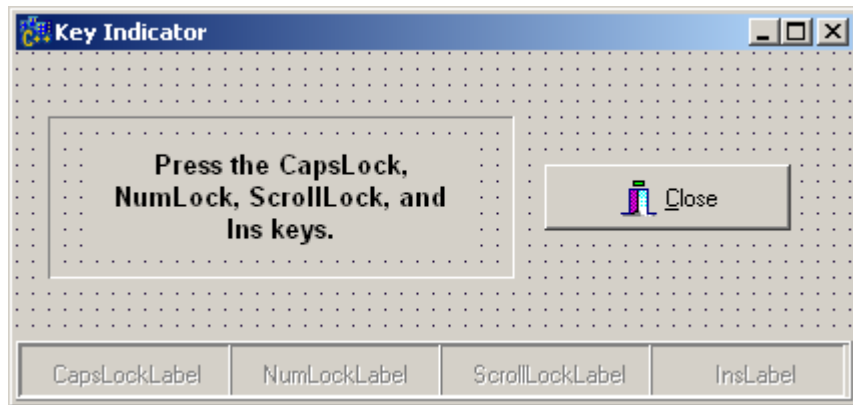 Key Indicator
Press the CapsLock,
NumLock, ScrollLock, and
Ins keys.
Close
CapsLockLabel
NumLockLabel
ScrollLockLabel
InsLabel